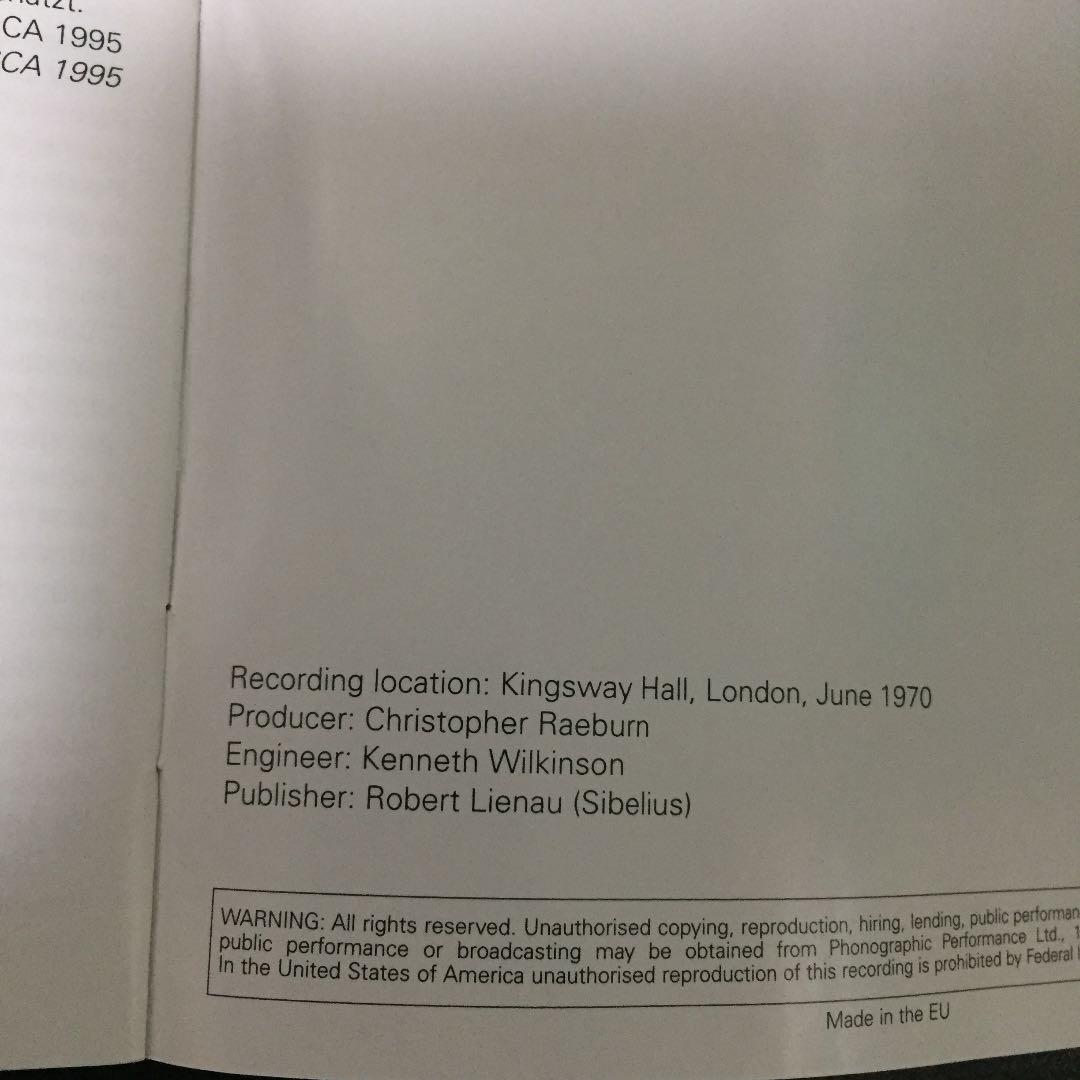 CA 1995
CA 1995
Recording location: Kingsway Hall, London, June 1970
Producer: Christopher Raeburn
Engineer: Kenneth Wilkinson
Publisher: Robert Lienau (Sibelius)
WARNING: All rights reserved. Unauthorised copying, reproduction, hiring, lending, public
public performance or broadcasting may be obtained from Phonographic Performance Ltd.,
In the United States of America unauthorised reproduction of this recording is prohibited by Federal
Made in the EU